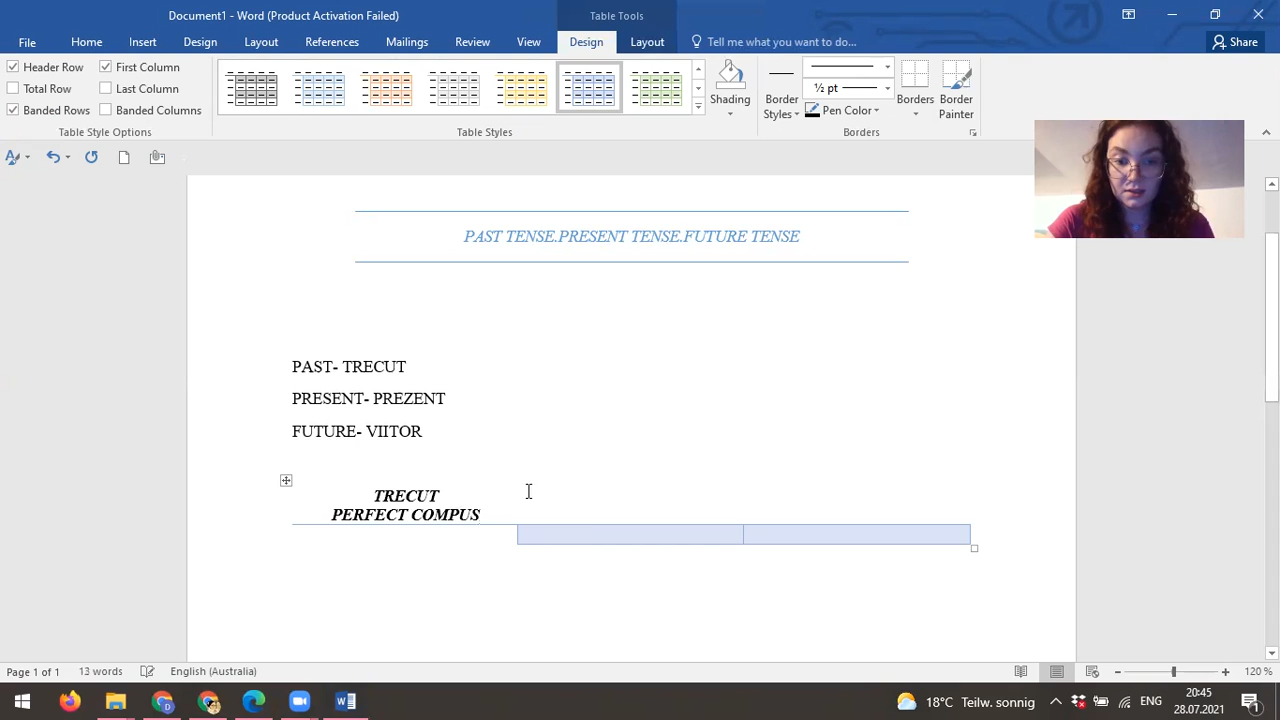 Document1 - Word (Product Activation Failed)
Table Tools
File
Home
Insert
Design
Layout
References
Mailings
Review
View
Design
Layout
Tell me what you want to do...
Share
Header Row
First Column
Total Row
Last Column
Banded Rows
Banded Columns
Table Style Options
Table Styles
Shading
Border Styles
½ pt
Pen Color
Borders
Border Painter
Borders
PAST TENSE.PRESENT TENSE.FUTURE TENSE
PAST- TRECUT
PRESENT- PREZENT
FUTURE- VIITOR
TRECUT
PERFECT COMPUS
Page 1 of 1
13 words
English (Australia)
120 %
18°C Teilw. sonnig
ENG
20:45
28.07.2021